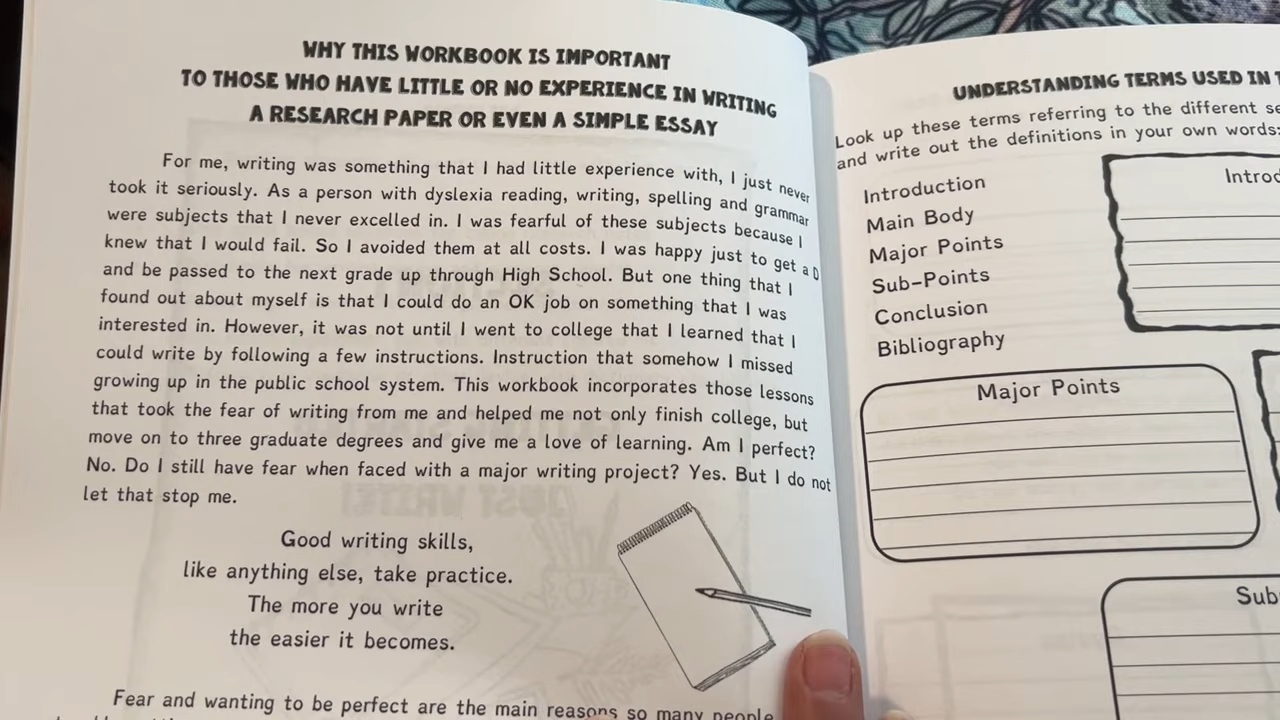 WHY THIS WORKBOOK IS IMPORTANT
TO THOSE WHO HAVE LITTLE OR NO EXPERIENCE IN WRITING
A RESEARCH PAPER OR EVEN A SIMPLE ESSAY
For me, writing was something that I had little experience with, I just never
took it seriously. As a person with dyslexia reading, writing, spelling and grammar
were subjects that I never excelled in. I was fearful of these subjects because I
knew that I would fail. So I avoided them at all costs. I was happy just to get a D
and be passed to the next grade up through High School. But one thing that I
found out about myself is that I could do an OK job on something that I was
interested in. However, it was not until I went to college that I learned that I
could write by following a few instructions. Instruction that somehow I missed
growing up in the public school system. This workbook incorporates those lessons
that took the fear of writing from me and helped me not only finish college, but
move on to three graduate degrees and give me a love of learning. Am I perfect?
No. Do I still have fear when faced with a major writing project? Yes. But I do not
let that stop me.
Good writing skills,
like anything else, take practice.
The more you write
the easier it becomes.
Fear and wanting to be perfect are the main reasons so many people
UNDERSTANDING TERMS USED IN
Look up these terms referring to the different
and write out the definitions in your own words:
Introduction
Main Body
Major Points
Sub-Points
Conclusion
Bibliography
Major Points